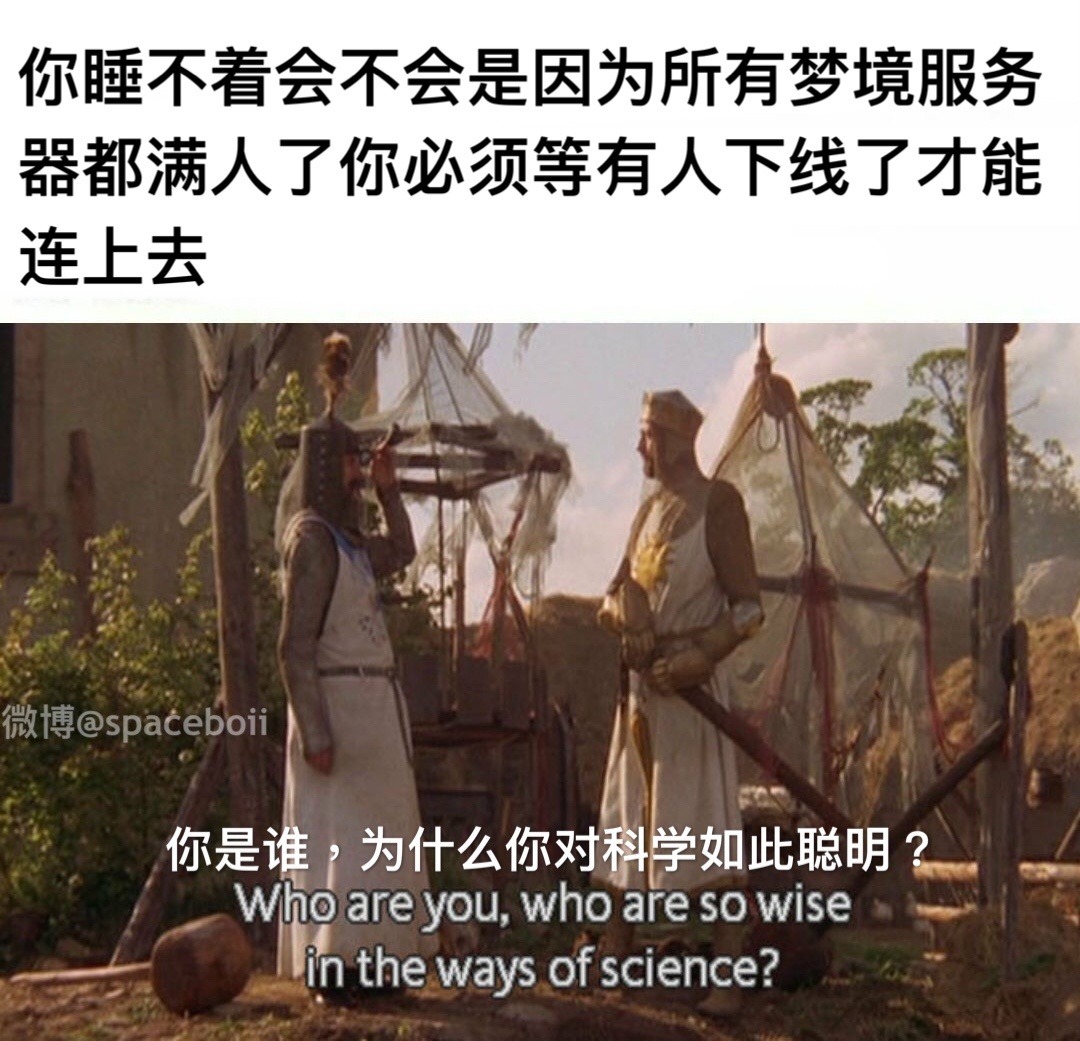 你睡不着会不会是因为所有梦境服务
器都满人了你必须等有人下线了才能
连上去
微博@spaceboii
你是谁，为什么你对科学如此聪明？
Who are you, who are so wise
in the ways of science?